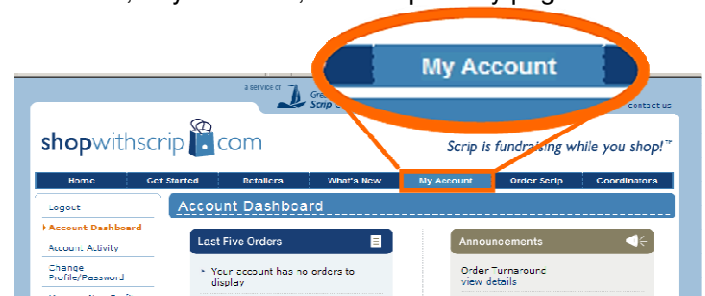 My Account
a service of
Scrip
contact us
shopwithscrip.com
Scrip is fundraising while you shop!™
Home Get Started Retailers What's New My Account Order Scrip Coordinators
Logout
Account Dashboard
Account Dashboard
Account Activity
Change
Profile/Password
Last Five Orders
Your account has no orders to
display
Announcements
Order Turnaround
view details